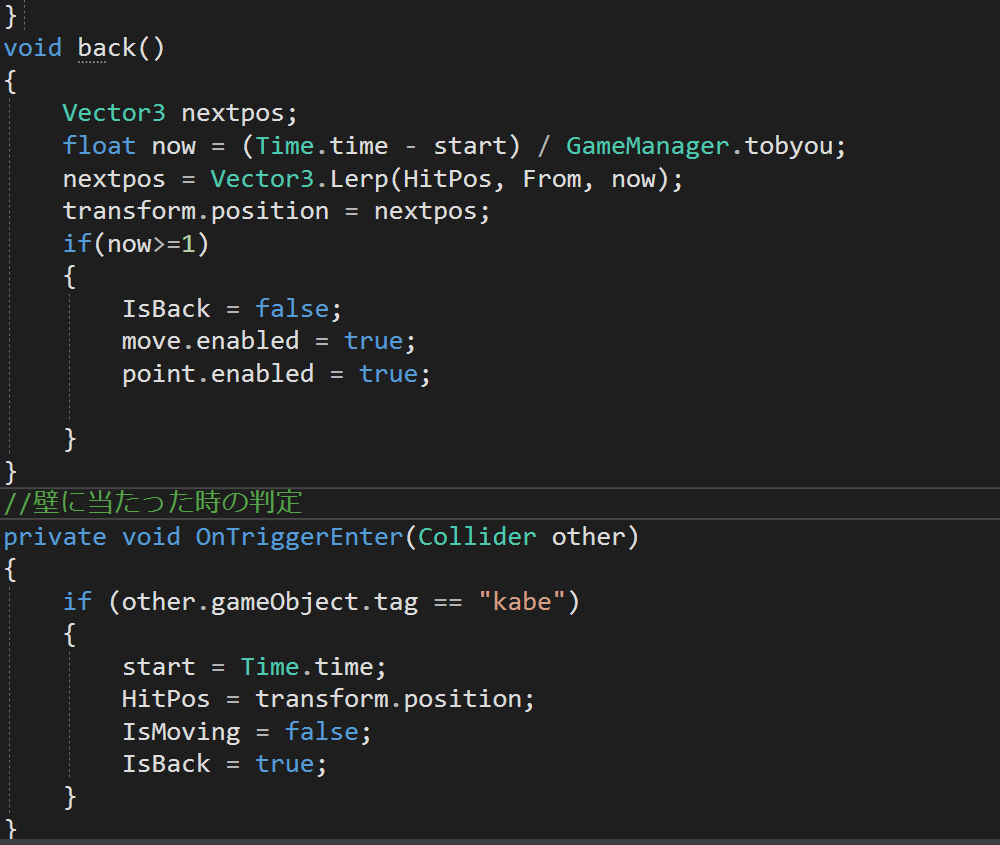 }
void back()
{
    Vector3 nextpos;
    float now = (Time.time - start) / GameManager.tobyou;
    nextpos = Vector3.Lerp(HitPos, From, now);
    transform.position = nextpos;
    if(now>=1)
    {
        IsBack = false;
        move.enabled = true;
        point.enabled = true;
    }
}
//壁に当たった時の判定
private void OnTriggerEnter(Collider other)
{
    if (other.gameObject.tag == "kabe")
    {
        start = Time.time;
        HitPos = transform.position;
        IsMoving = false;
        IsBack = true;
    }
}